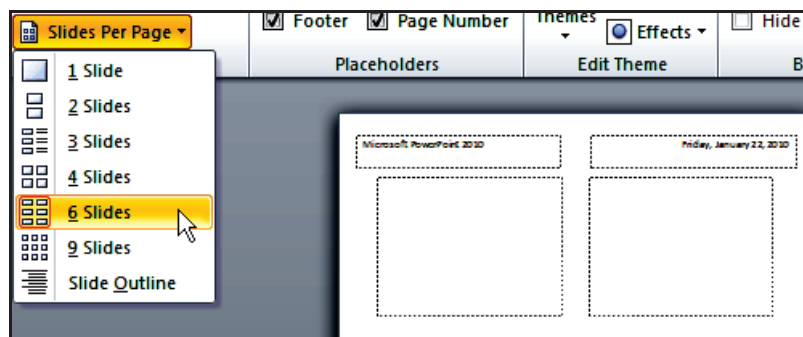 Slides Per Page
1 Slide
2 Slides
3 Slides
4 Slides
6 Slides
9 Slides
Slide Outline
Footer Page Number
Placeholders
Themes
Effects
Edit Theme
Hide
B
Microsoft PowerPoint 2010
Friday, January 22, 2010